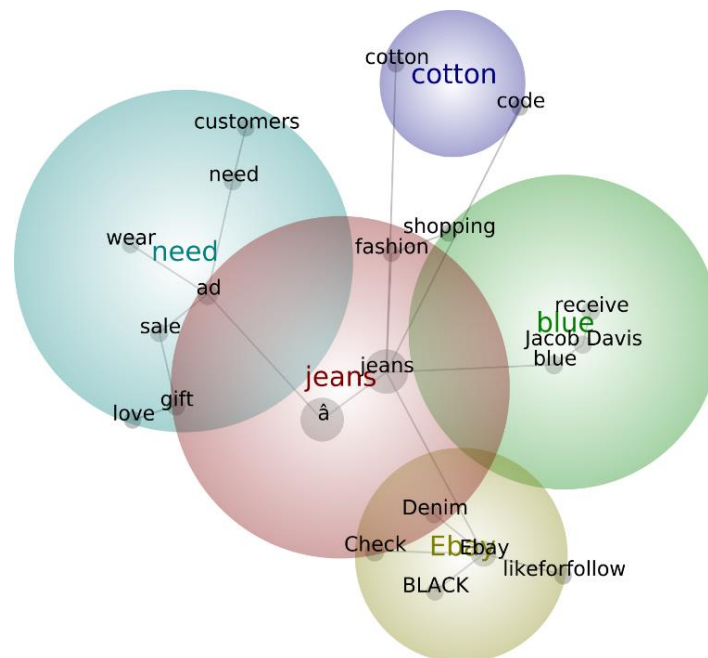 cotton
cotton
code
customers
need
wear
need
shopping
fashion
ad
receive
blue
sale
Jacob Davis
blue
jeans
jeans
gift
love
â
Denim
Check
Ebay
Ebay
likeforfollow
BLACK